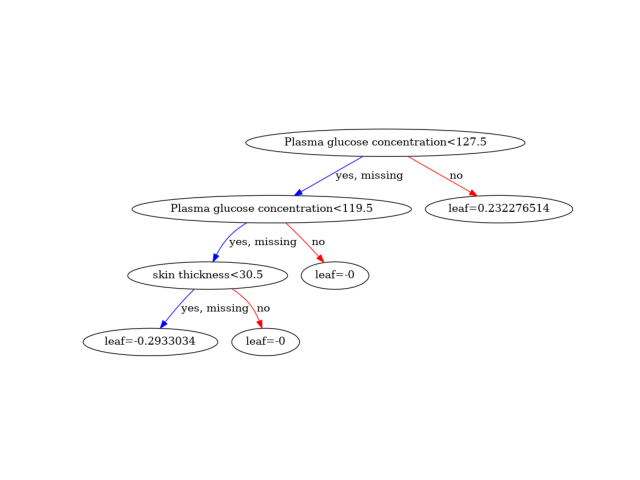 Plasma glucose concentration<127.5
yes, missing
no
Plasma glucose concentration<119.5
leaf=0.232276514
yes, missing
no
skin thickness<30.5
leaf=-0
yes, missing
no
leaf=-0.2933034
leaf=-0